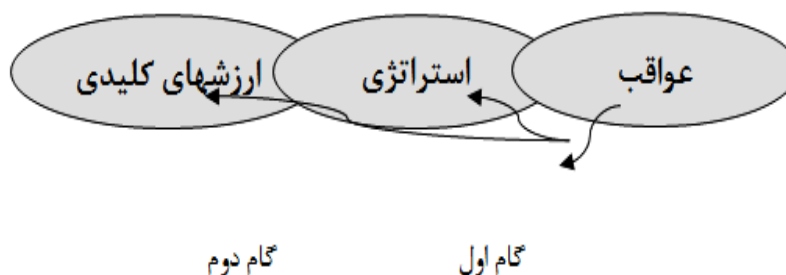 عواقب
استراتژی
ارزشهای کلیدی
گام اول
گام دوم